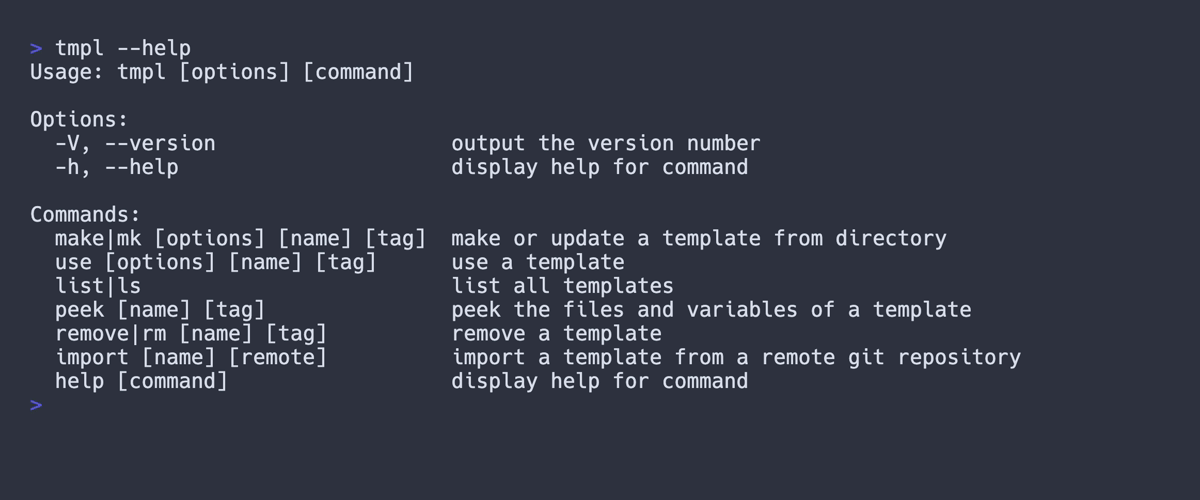 > tmpl --help
Usage: tmpl [options] [command]

Options:
  -V, --version                   output the version number
  -h, --help                      display help for command

Commands:
  make|mk [options] [name] [tag]  make or update a template from directory
  use [options] [name] [tag]      use a template
  list|ls                         list all templates
  peek [name] [tag]               peek the files and variables of a template
  remove|rm [name] [tag]          remove a template
  import [name] [remote]          import a template from a remote git repository
  help [command]                  display help for command
>